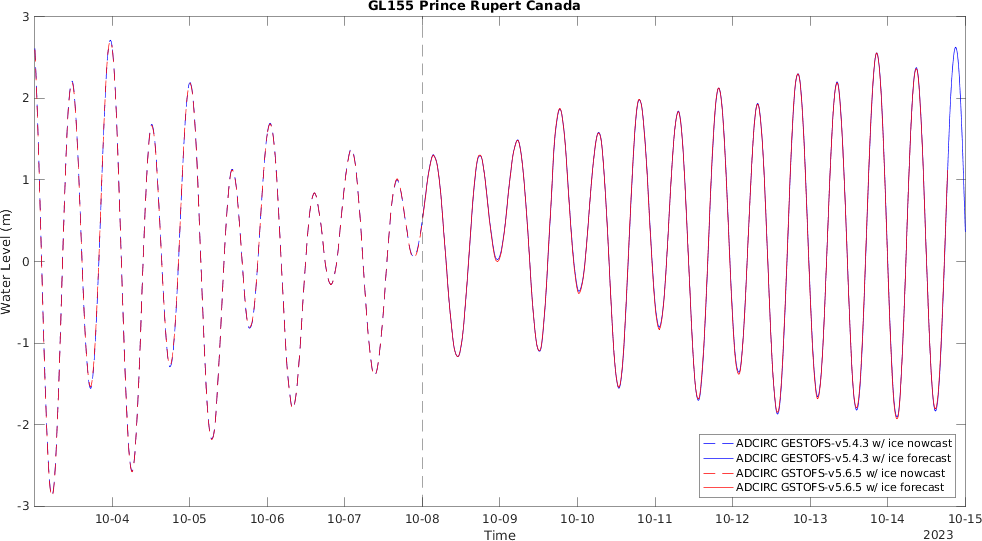 GL155 Prince Rupert Canada
3
2
1
0
-1
-2
-3
Water Level (m)
ADCIRC GESTOFS-v5.4.3 w/ ice nowcast
ADCIRC GESTOFS-v5.4.3 w/ ice forecast
ADCIRC GSTOFS-v5.6.5 w/ ice nowcast
ADCIRC GSTOFS-v5.6.5 w/ ice forecast
10-04 10-05 10-06 10-07 10-08 10-09 10-10 10-11 10-12 10-13 10-14 10-15
Time
2023